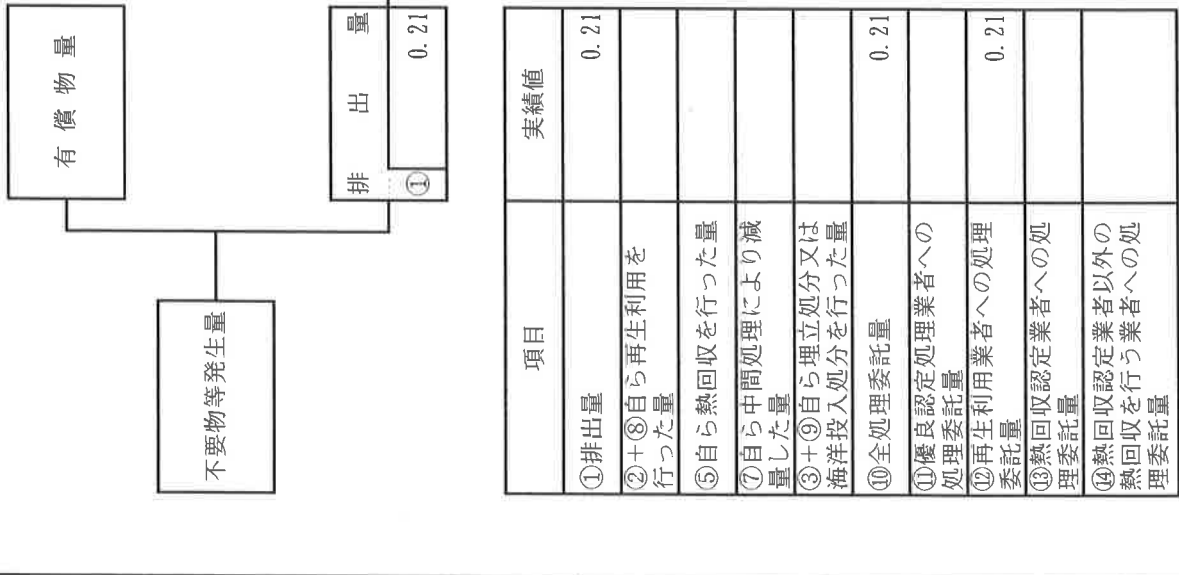 不要物等発生量
有償物量
排出量
① 0.21
項目 実績値
①排出量 0.21
②+⑧自ら再生利用を
行った量
⑤自ら熱回収を行った量
⑦自ら中間処理により減
量した量
③+⑨自ら埋立処分又は
海洋投入処分を行った量
⑩全処理委託量 0.21
⑪優良認定処理業者への
処理委託量
⑫再生利用業者への処理
委託量 0.21
⑬熱回収認定業者への処
理委託量
⑭熱回収認定業者以外の
熱回収を行う業者への処
理委託量